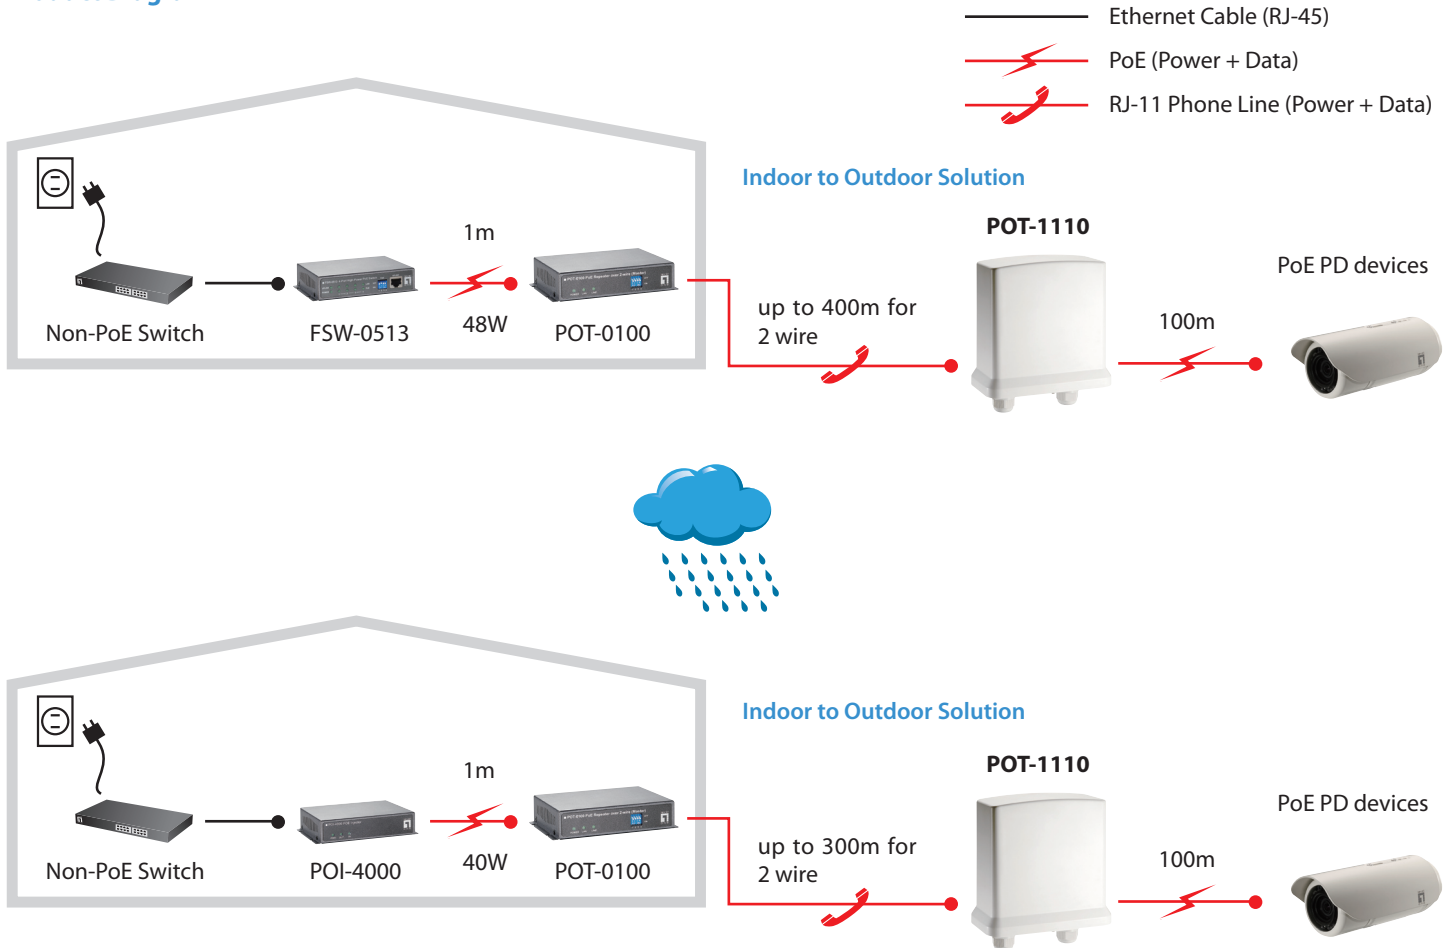 Ethernet Cable (RJ-45)
PoE (Power + Data)
RJ-11 Phone Line (Power + Data)
Indoor to Outdoor Solution
POT-1110
1m
PoE PD devices
up to 400m for
2 wire
100m
48W
Non-PoE Switch
FSW-0513
POT-0100
Indoor to Outdoor Solution
POT-1110
1m
PoE PD devices
up to 300m for
2 wire
100m
40W
Non-PoE Switch
POI-4000
POT-0100